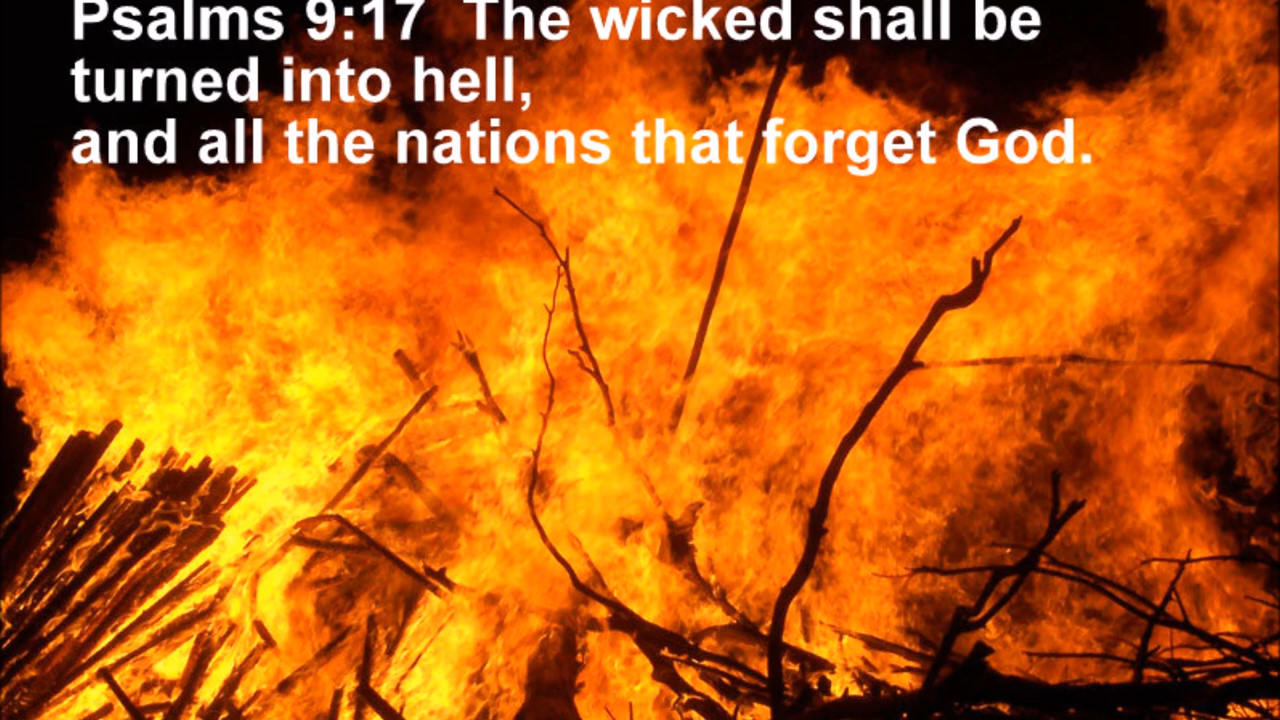 Psalms 9:17  The wicked shall be
turned into hell,
and all the nations that forget God.